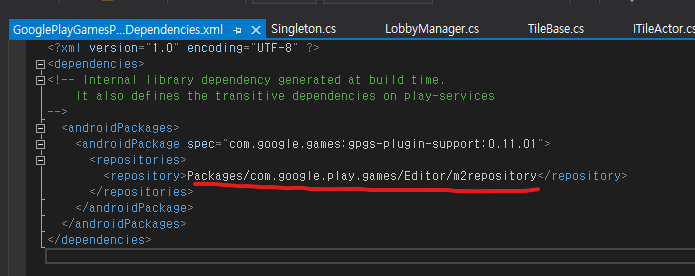 GooglePlayGamesP...Dependencies.xml Singleton.cs LobbyManager.cs TileBase.cs ITileActor.cs
<?xml version="1.0" encoding="UTF-8" ?>
<dependencies>
<!-- Internal library dependency generated at build time.
It also defines the transitive dependencies on play-services
-->
<androidPackages>
<androidPackage spec="com.google.games:gpgs-plugin-support:0.11.01">
<repositories>
<repository>Packages/com.google.play.games/Editor/m2repository</repository>
</repositories>
</androidPackage>
</androidPackages>
</dependencies>